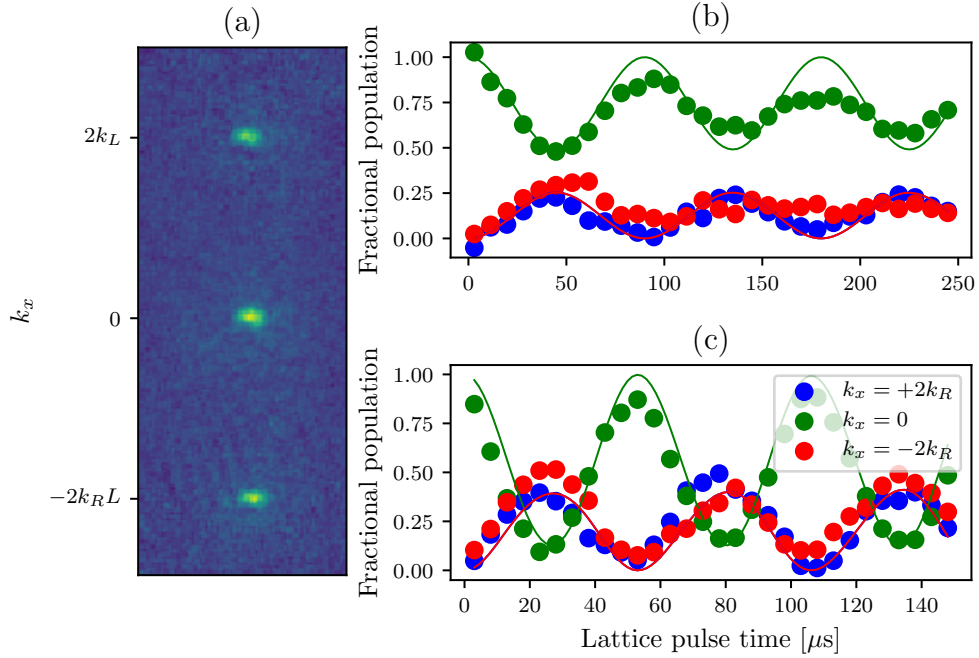 (a)
2k_L
0
−2k_RL
k_x
(b)
Fractional population
1.00
0.75
0.50
0.25
0.00
0 50 100 150 200 250
(c)
Fractional population
1.00
0.75
0.50
0.25
0.00
k_x = +2k_R
k_x = 0
k_x = −2k_R
0 20 40 60 80 100 120 140
Lattice pulse time [μs]